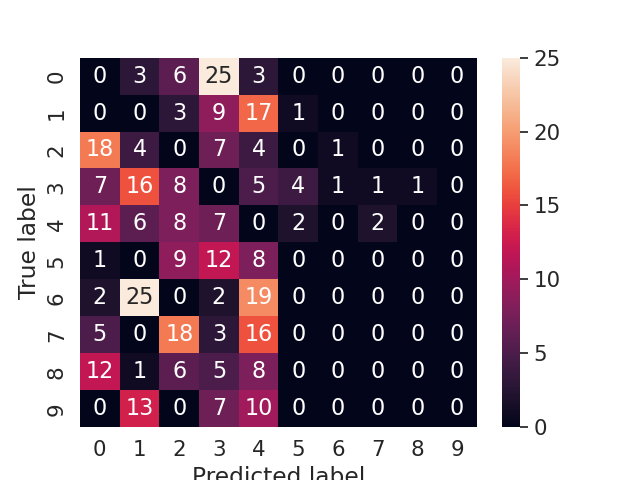 0 0 3 6 25 3 0 0 0 0 0 25
1 0 0 3 9 17 1 0 0 0 0 20
2 18 4 0 7 4 0 1 0 0 0
3 7 16 8 0 5 4 1 1 1 0 15
4 11 6 8 7 0 2 0 2 0 0
5 1 0 9 12 8 0 0 0 0 0 10
6 2 25 0 2 19 0 0 0 0 0
7 5 0 18 3 16 0 0 0 0 0 5
8 12 1 6 5 8 0 0 0 0 0
9 0 13 0 7 10 0 0 0 0 0 0
True label
0 1 2 3 4 5 6 7 8 9
Predicted label